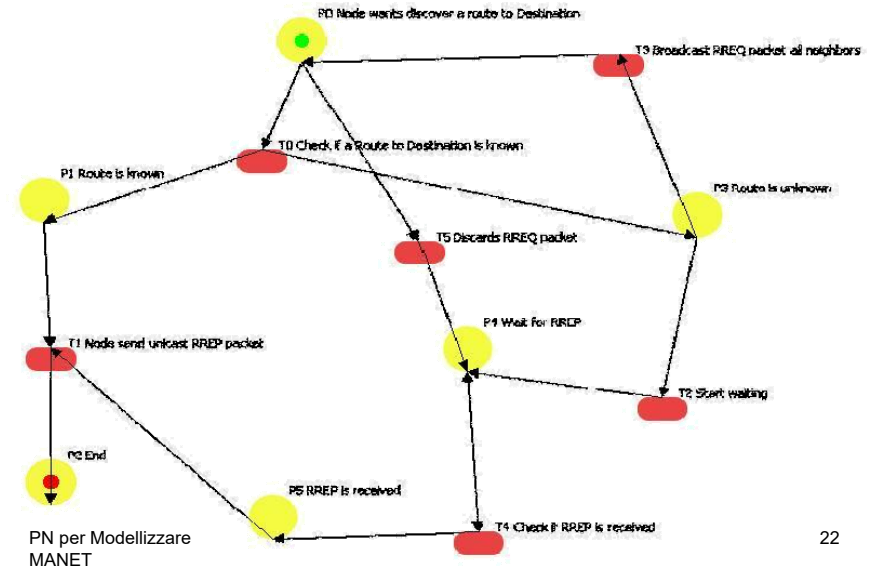 P0 Node wants discover a route to Destination
T3 Broadcast RREQ packet all neighbors
T0 Check if a Route to Destination is known
P1 Route is known
P3 Route is unknown
T5 Discards RREQ packet
P4 Wait for RREP
T1 Node send unicast RREP packet
T2 Start waiting
P2 End
P5 RREP is received
T4 Check if RREP is received
PN per Modellizzare
MANET
22